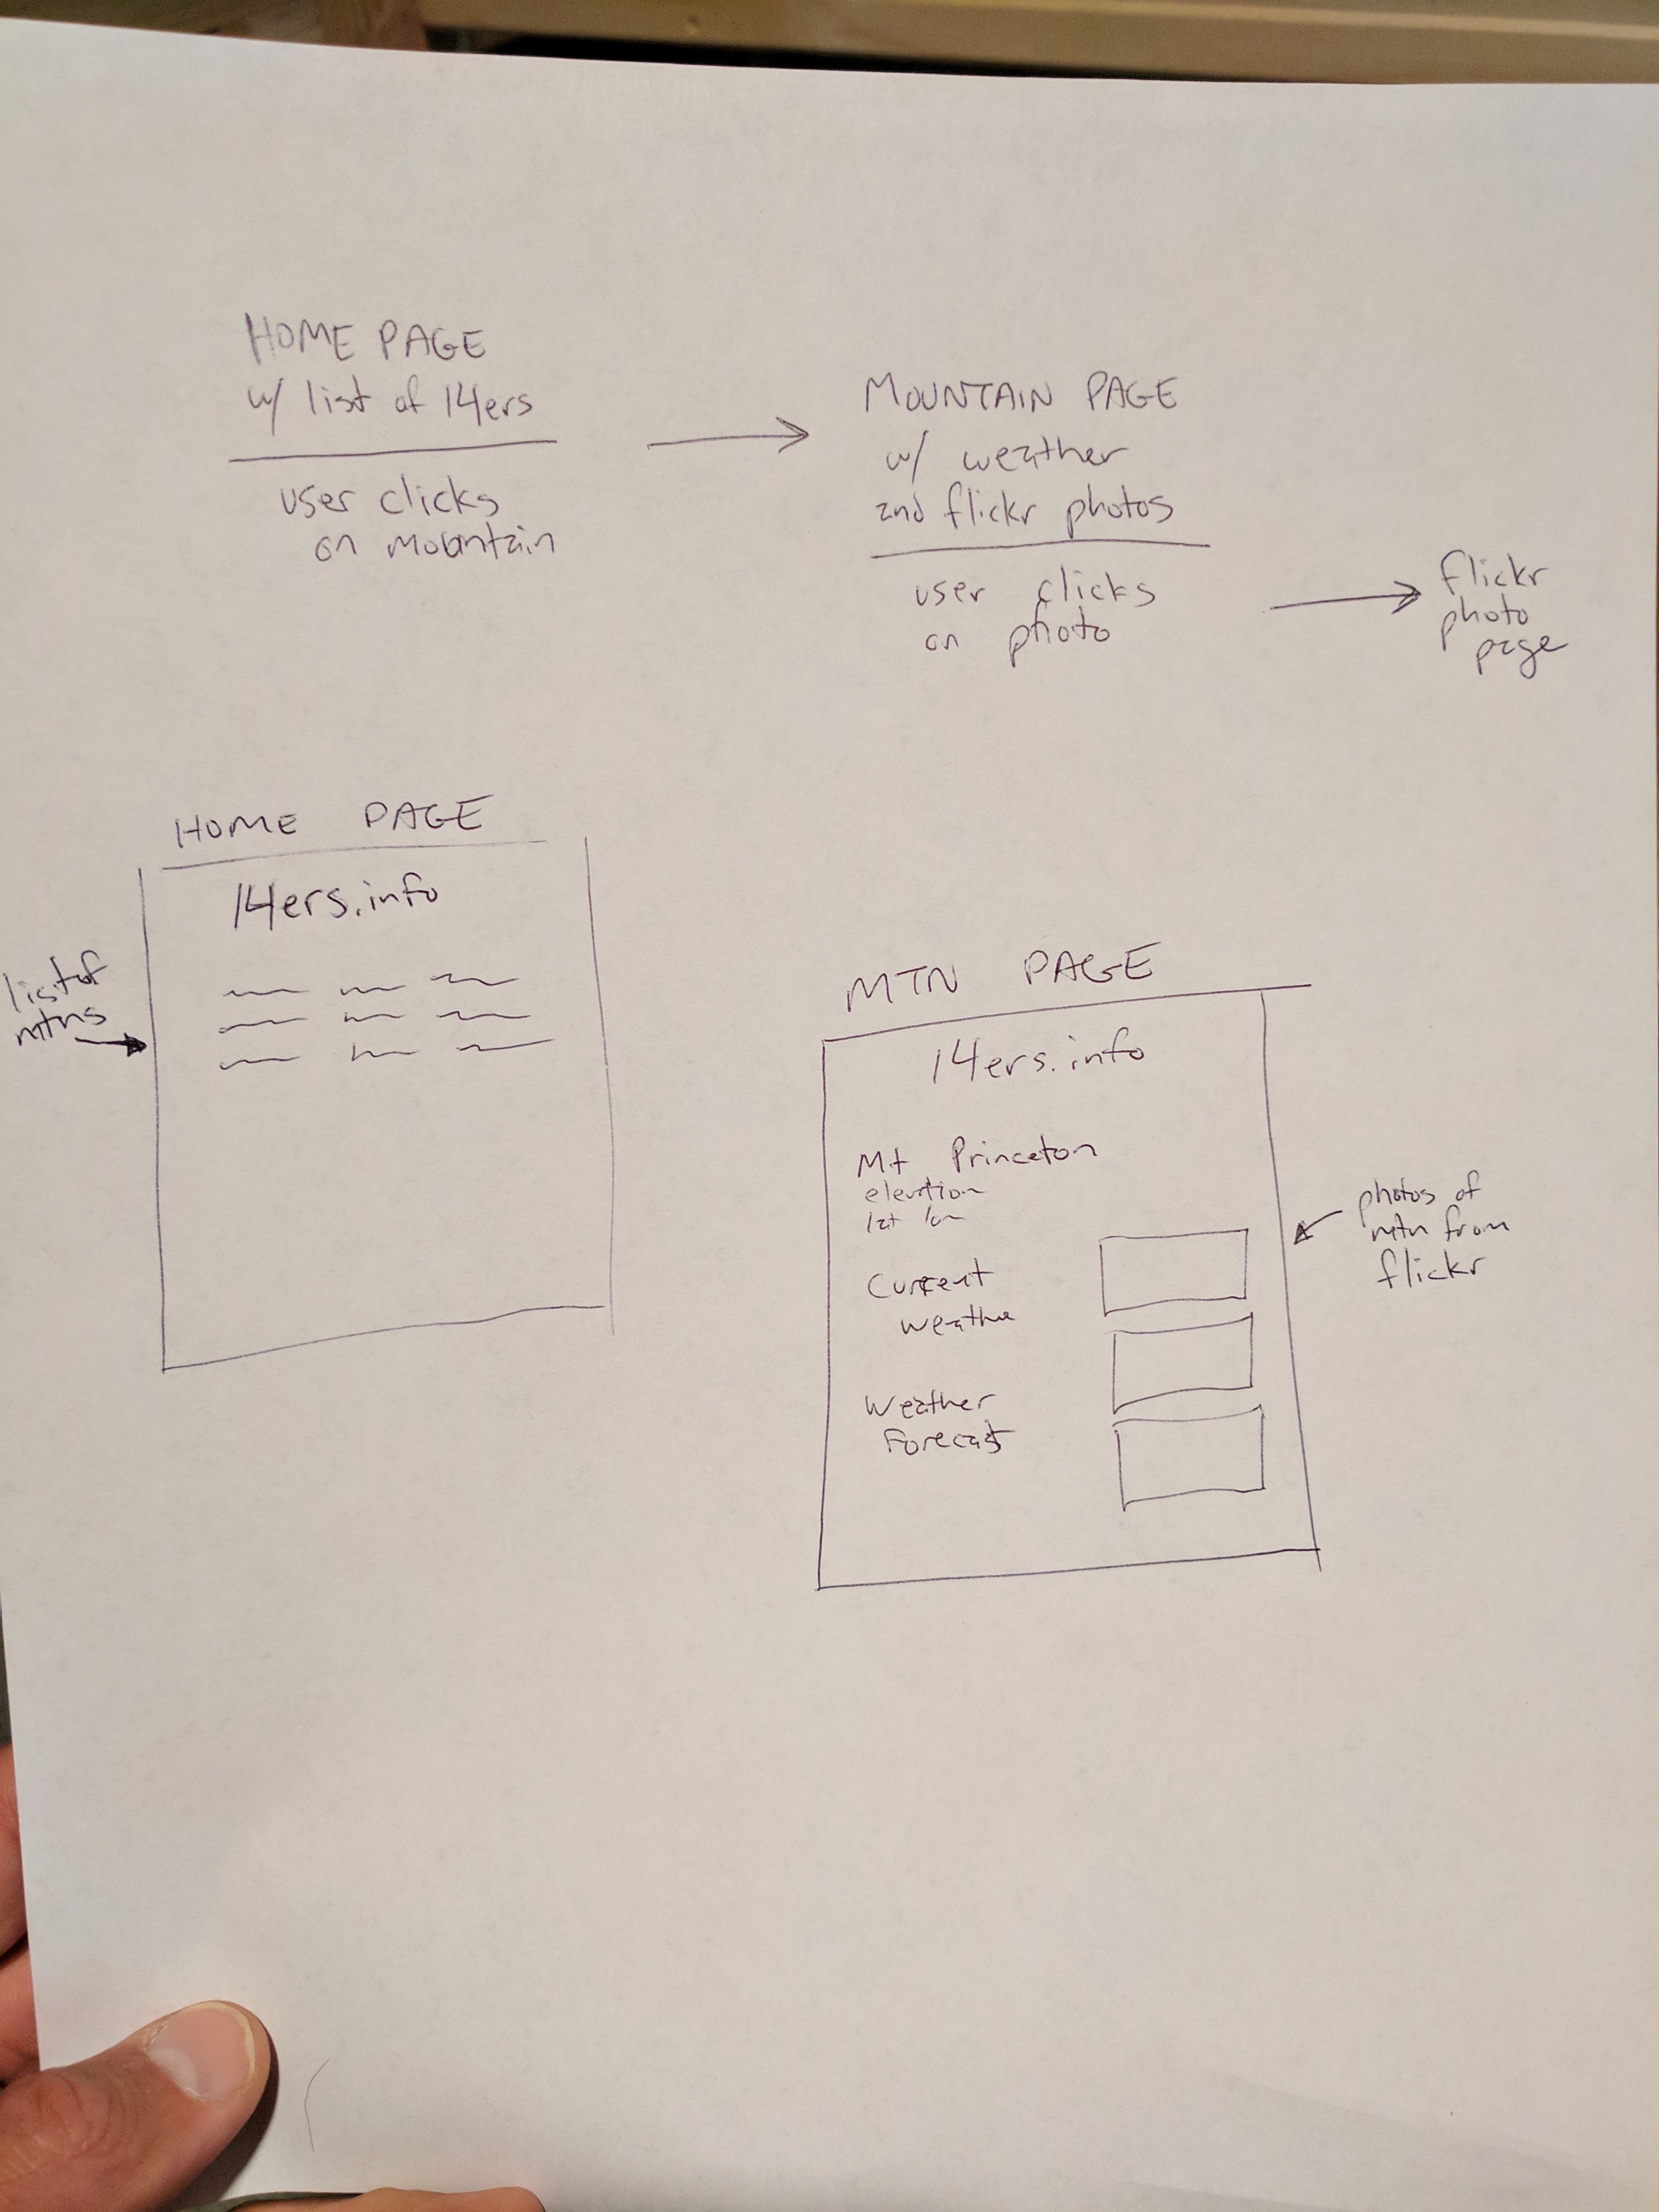 HOME PAGE
w/ list of 14ers
user clicks
on mountain
MOUNTAIN PAGE
w/ weather
and flickr photos
user clicks
on photo
flickr
photo
page
HOME PAGE
14ers.info
list of
mtns
MTN PAGE
14ers.info
Mt Princeton
elevation
lat lon
Current
weather
Weather
Forecast
photos of
mtn from
flickr